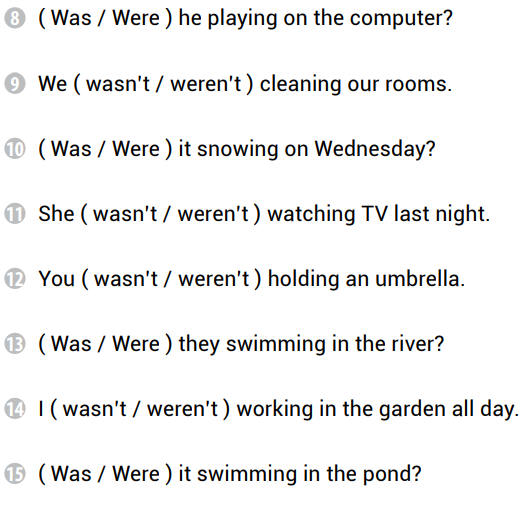 8 ( Was / Were ) he playing on the computer?
9 We ( wasn't / weren't ) cleaning our rooms.
10 ( Was / Were ) it snowing on Wednesday?
11 She ( wasn't / weren't ) watching TV last night.
12 You ( wasn't / weren't ) holding an umbrella.
13 ( Was / Were ) they swimming in the river?
14 I ( wasn't / weren't ) working in the garden all day.
15 ( Was / Were ) it swimming in the pond?